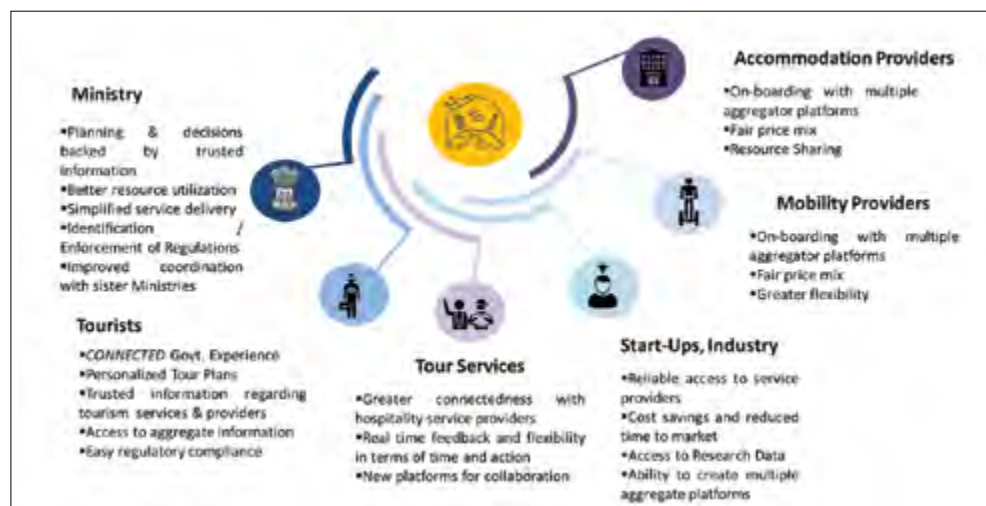 Ministry
▪Planning & decisions
backed by trusted
Information
▪Better resource utilization
▪Simplified service delivery
▪Identification /
Enforcement of Regulations
▪Improved coordination
with sister Ministries
Tourists
▪CONNECTED Govt. Experience
▪Personalized Tour Plans
▪Trusted information regarding
tourism services & providers
▪Access to aggregate information
▪Easy regulatory compliance
Tour Services
▪Greater connectedness with
hospitality service providers
▪Real time feedback and flexibility
in terms of time and action
▪New platforms for collaboration
Start-Ups, Industry
▪Reliable access to service
providers
▪Cost savings and reduced
time to market
▪Access to Research Data
▪Ability to create multiple
aggregate platforms
Mobility Providers
▪On-boarding with multiple
aggregator platforms
▪Fair price mix
▪Greater flexibility
Accommodation Providers
▪On-boarding with multiple
aggregator platforms
▪Fair price mix
▪Resource Sharing